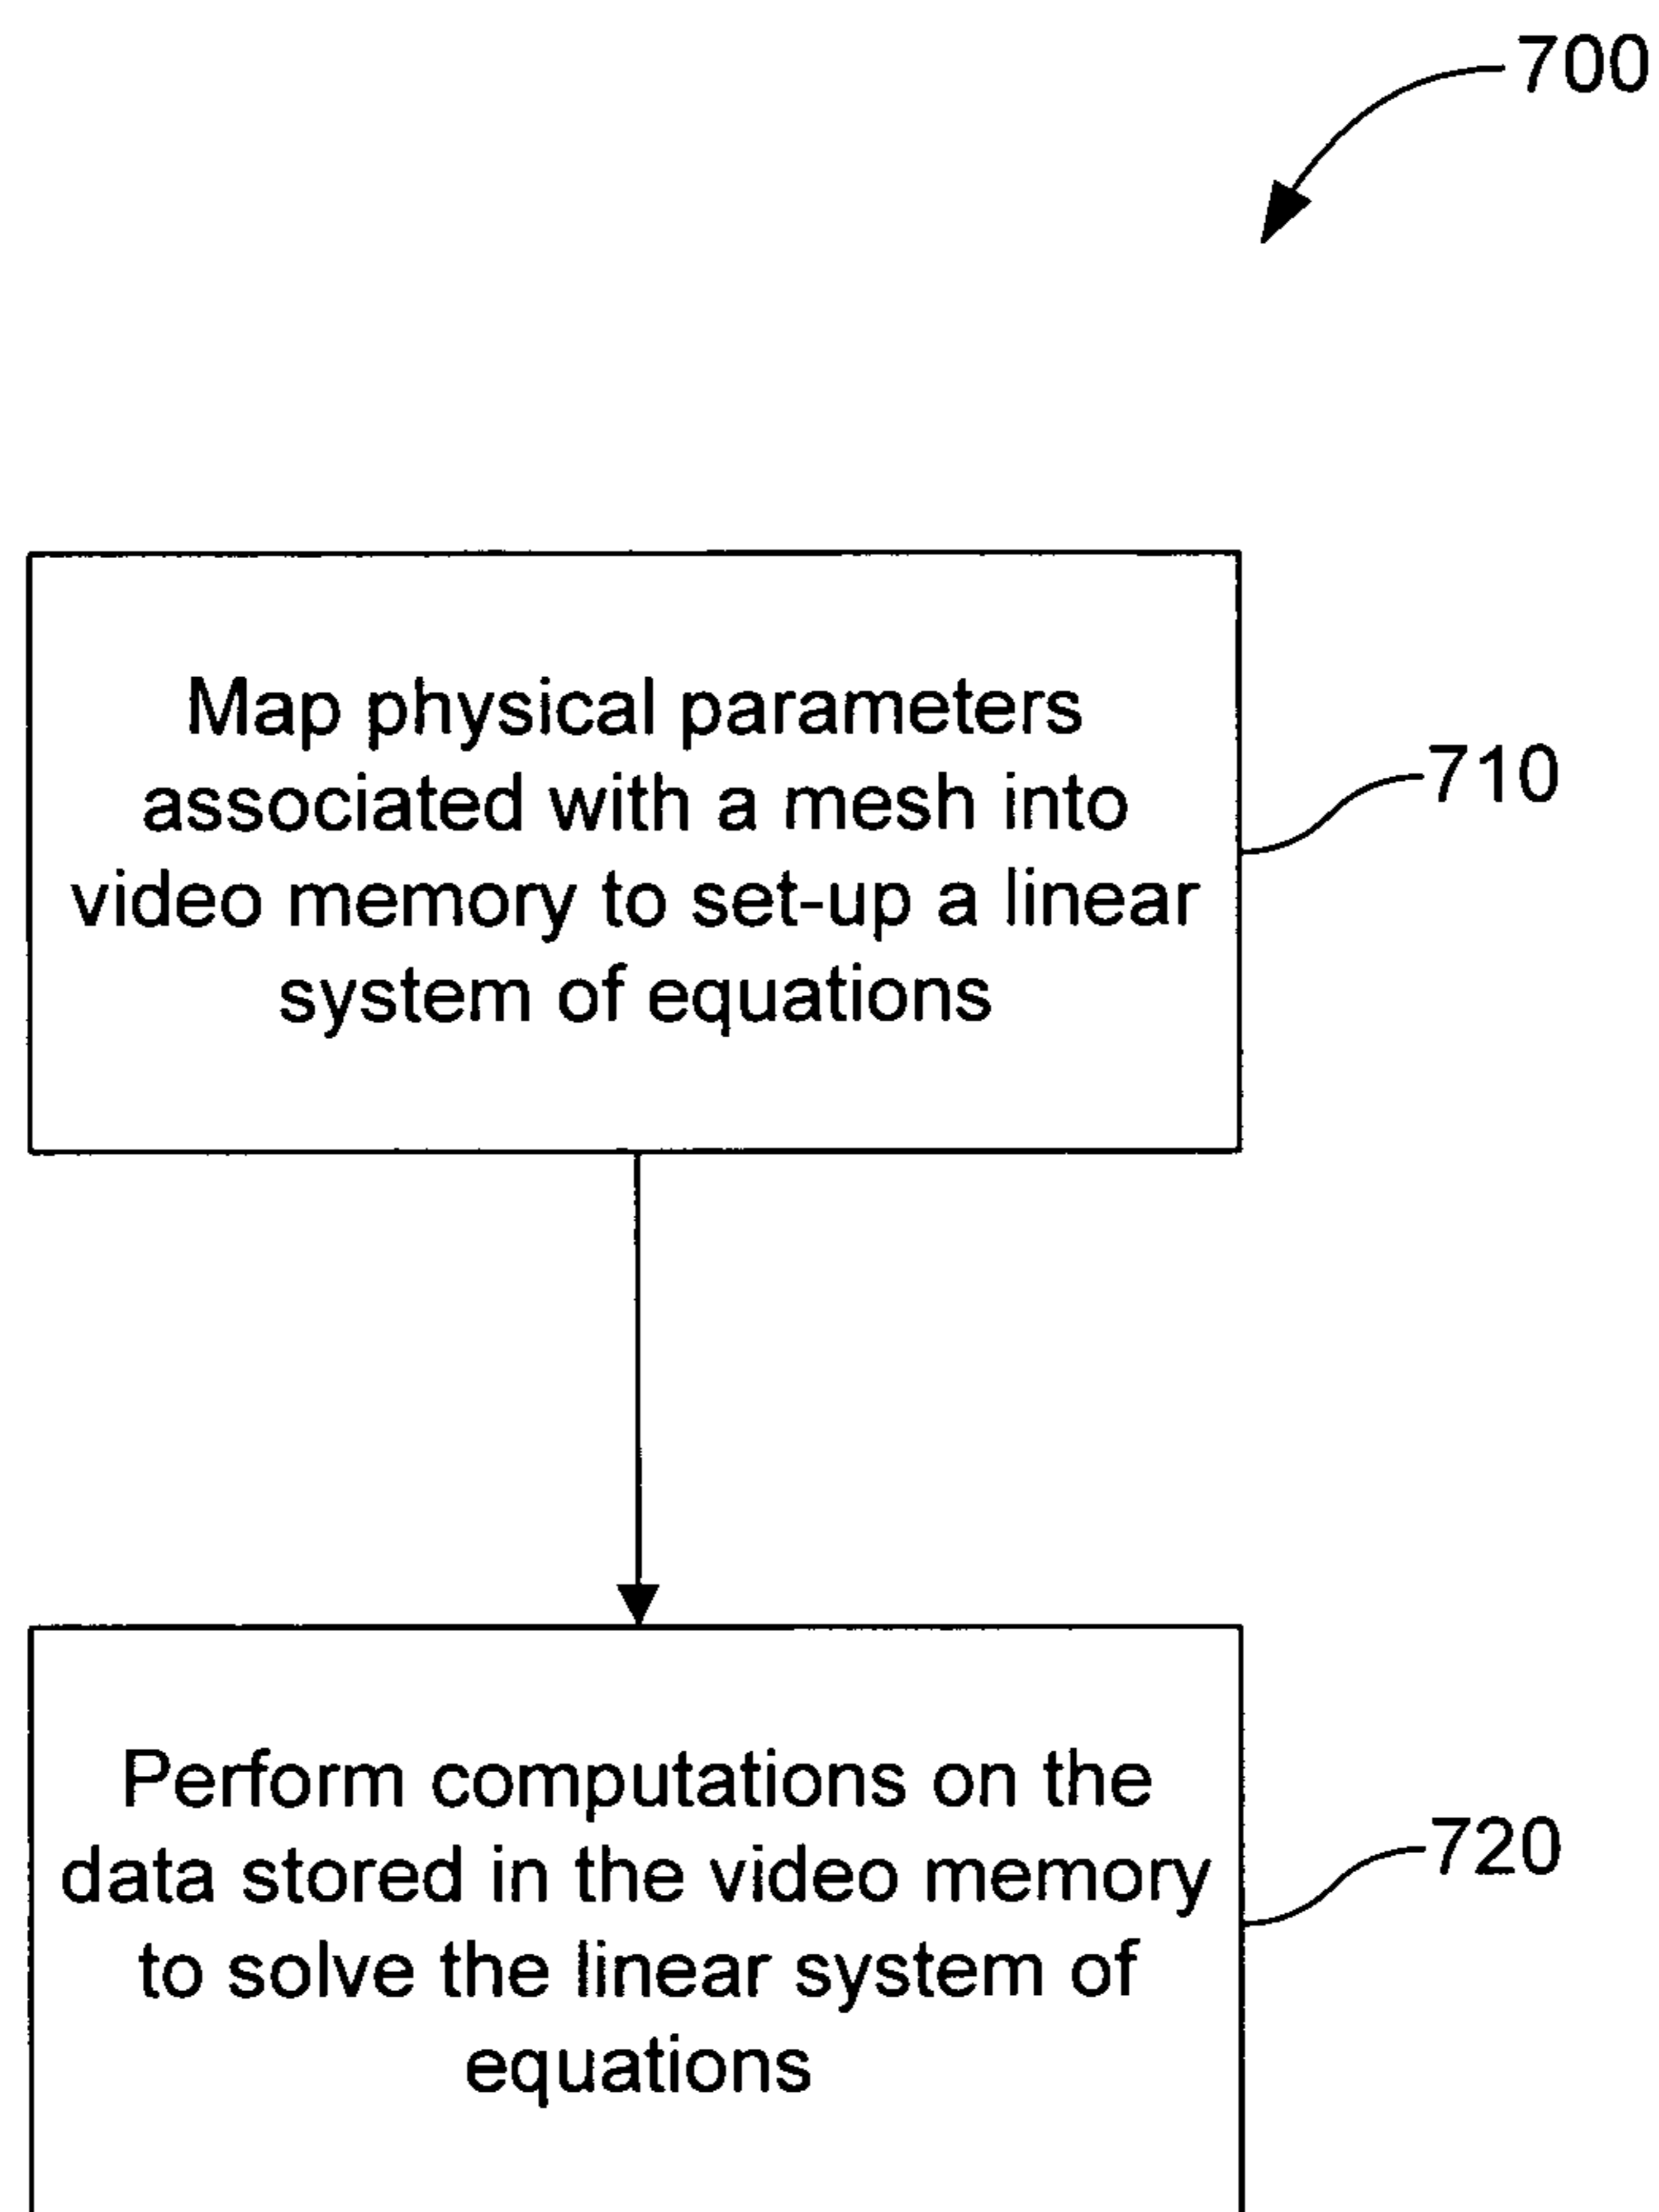 700
Map physical parameters
associated with a mesh into
video memory to set-up a linear
system of equations
710
Perform computations on the
data stored in the video memory
to solve the linear system of
equations
720